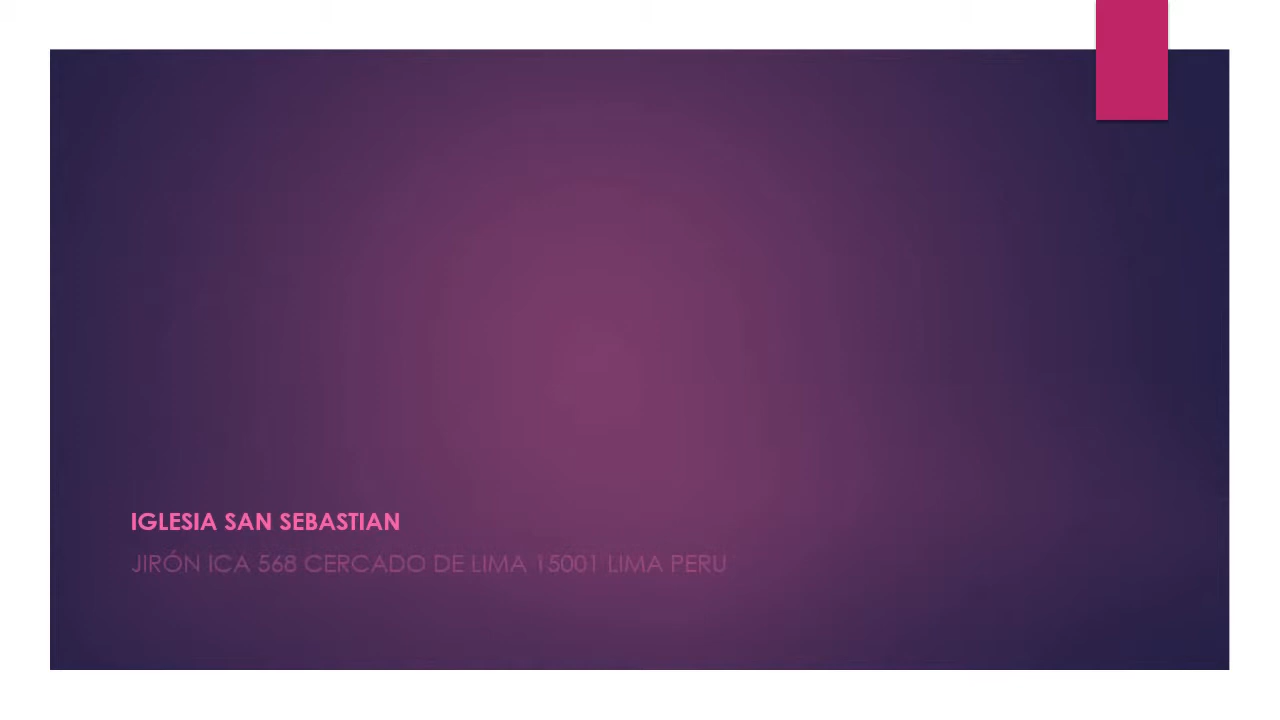 IGLESIA SAN SEBASTIAN
JIRÓN ICA 568 CERCADO DE LIMA 15001 LIMA PERU